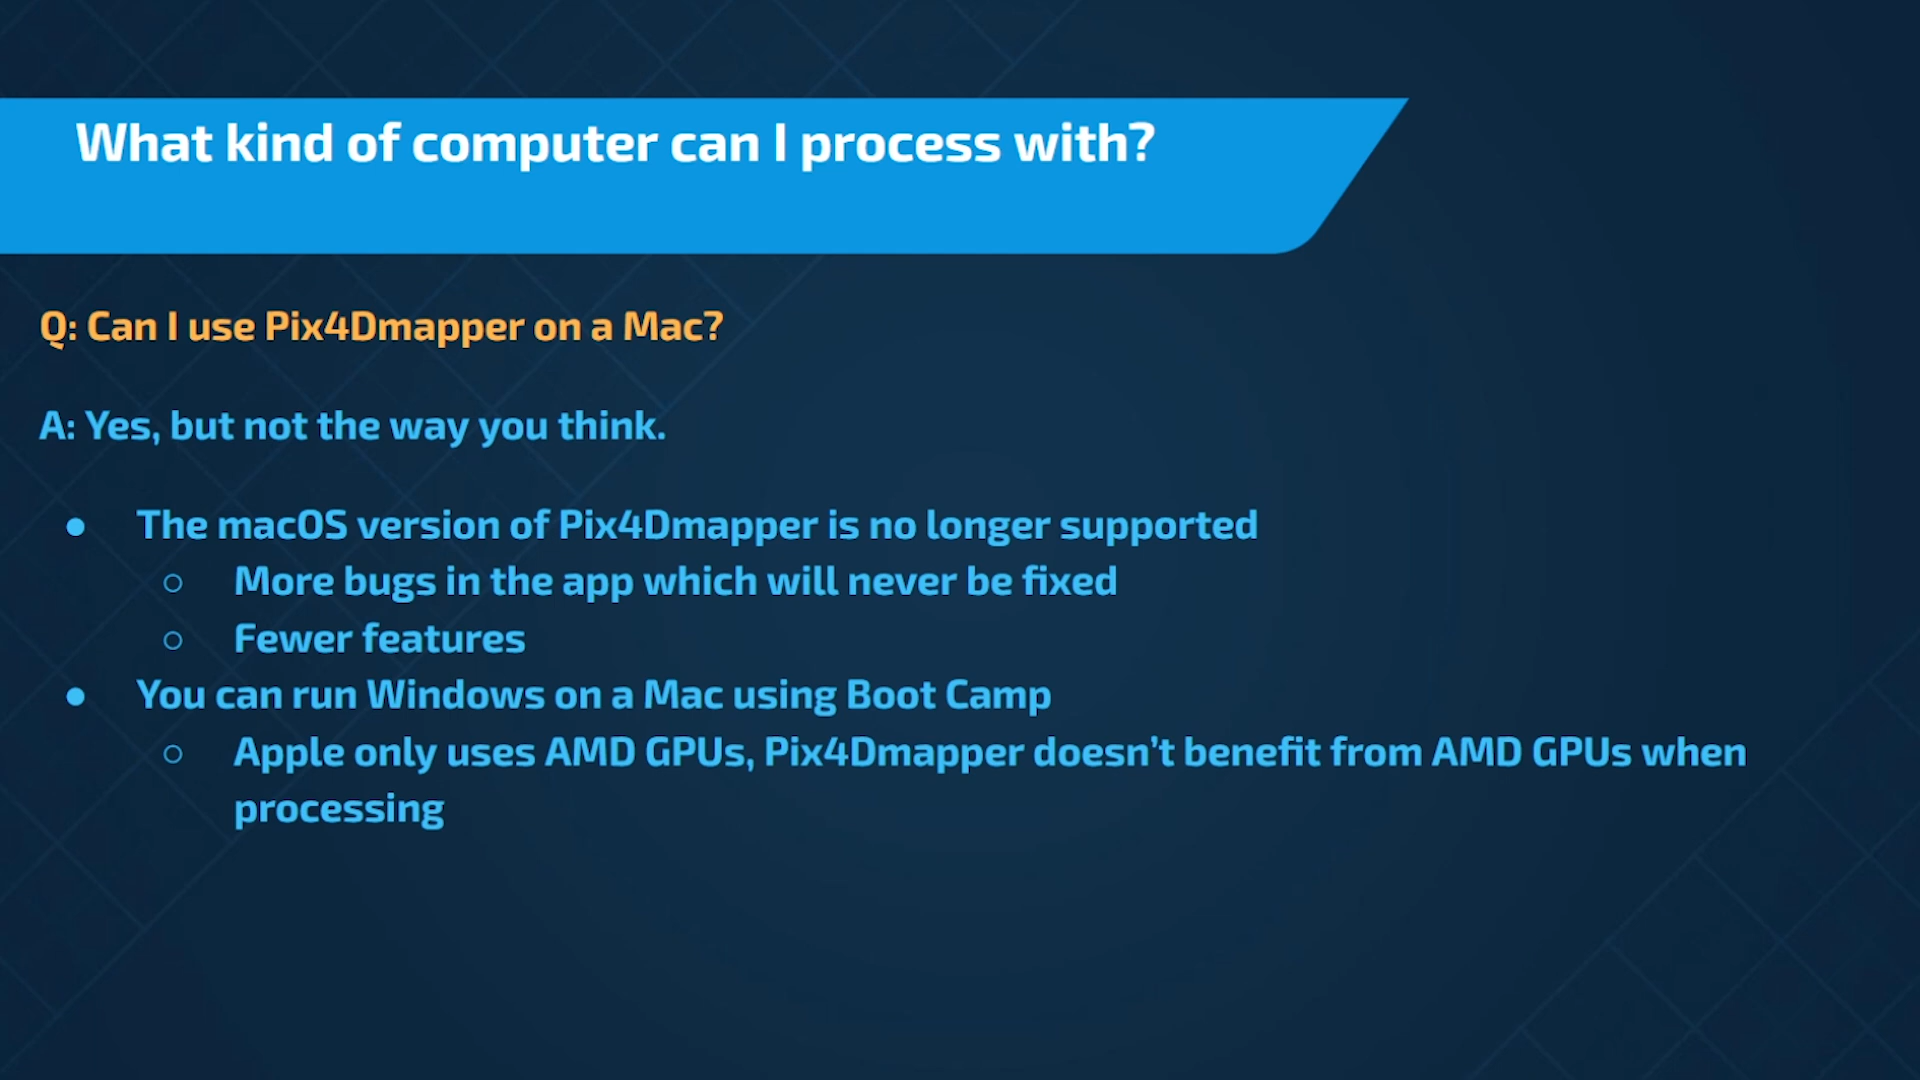 What kind of computer can I process with?
Q: Can I use Pix4Dmapper on a Mac?
A: Yes, but not the way you think.
● The macOS version of Pix4Dmapper is no longer supported
○ More bugs in the app which will never be fixed
○ Fewer features
● You can run Windows on a Mac using Boot Camp
○ Apple only uses AMD GPUs, Pix4Dmapper doesn’t benefit from AMD GPUs when
processing